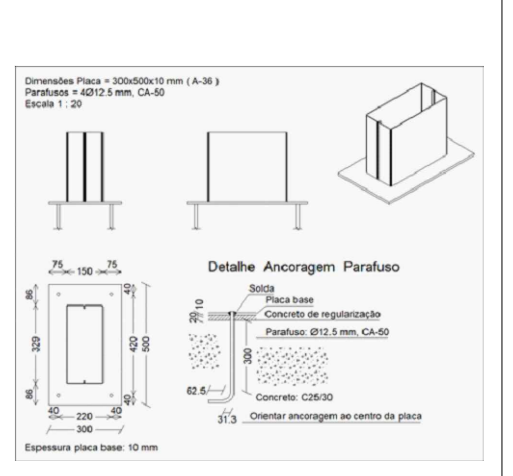 Dimensões Placa = 300x500x10 mm ( A-36 )
Parafusos = 4Ø12.5 mm, CA-50
Escala 1 : 20
75 150 75
86 329 86
40 420 40
500
40 220 40
300
Espessura placa base: 10 mm
Detalhe Ancoragem Parafuso
Solda
Placa base
Concreto de regularização
Parafuso: Ø12.5 mm, CA-50
20 10
300
62.5
31.3
Concreto: C25/30
Orientar ancoragem ao centro da placa